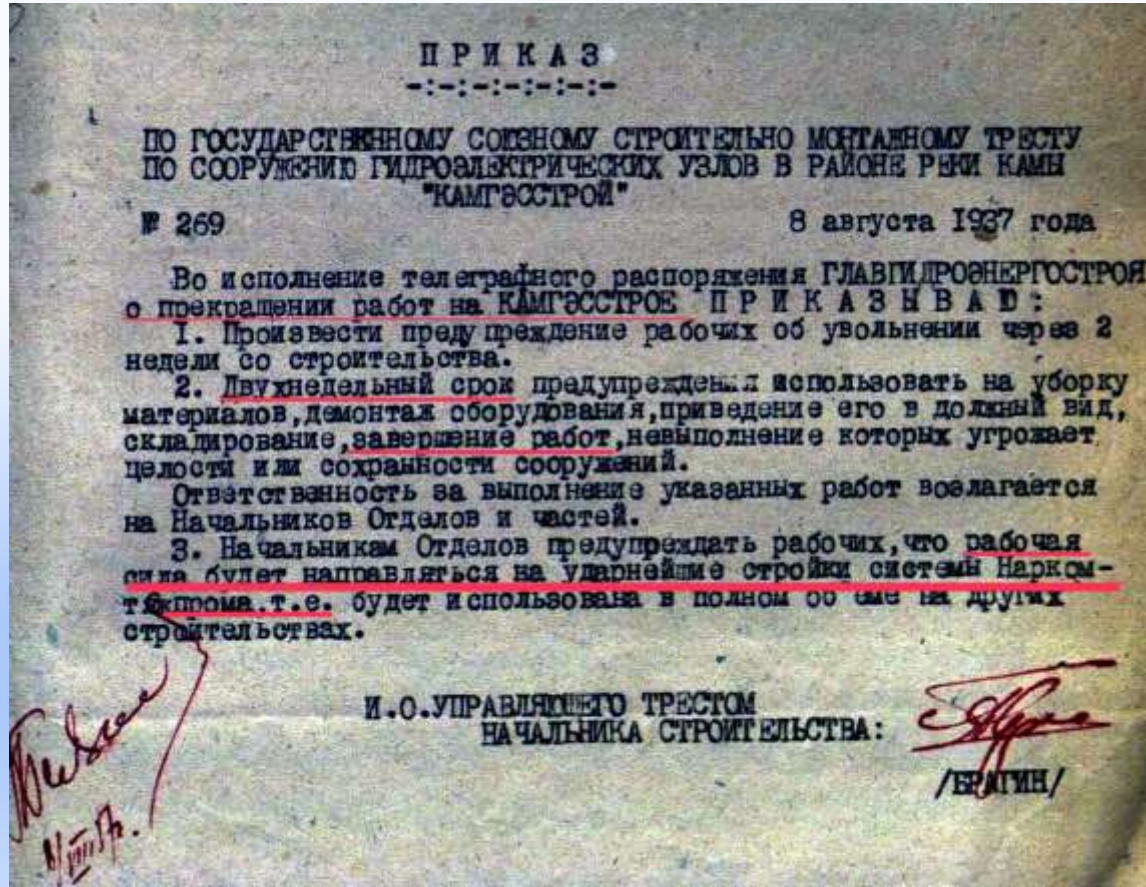 ПРИКАЗ
-:-:-:-:-:-:-
ПО ГОСУДАРСТВЕННОМУ СОЮЗНОМУ СТРОИТЕЛЬНО МОНТАЖНОМУ ТРЕСТУ
ПО СООРУЖЕНИЮ ГИДРОЭЛЕКТРИЧЕСКИХ УЗЛОВ В РАЙОНЕ РЕКИ КАМЫ
"КАМГЭССТРОЙ"
№ 269 8 августа 1937 года
Во исполнение телеграфного распоряжения ГЛАВГИДРОЭНЕРГОСТРОЯ
о прекращении работ на КАМГЭССТРОЕ П Р И К А З Ы В А Ю :
I. Произвести предупреждение рабочих об увольнении через 2
недели со строительства.
2. Двухнедельный срок предупреждения использовать на уборку
материалов,демонтаж оборудования,приведение его в должный вид,
складирование,завершение работ,невыполнение которых угрожает
целости или сохранности сооружений.
Ответственность за выполнение указанных работ возлагается
на Начальников Отделов и частей.
3. Начальникам Отделов предупреждать рабочих,что рабочая
сила будет направляться на ударнейшие стройки системы Нарком-
тяжпрома.т.е. будет использована в полном об еме на других
строительствах.
И.О.УПРАВЛЯЮЩЕГО ТРЕСТОМ
НАЧАЛЬНИКА СТРОИТЕЛЬСТВА:
/БРАГИН/